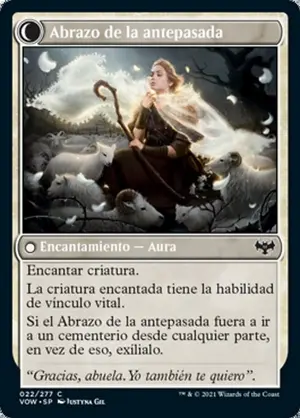 Abrazo de la antepasada
Encantamiento — Aura
Encantar criatura.
La criatura encantada tiene la habilidad
de vínculo vital.
Si el Abrazo de la antepasada fuera a ir
a un cementerio desde cualquier parte,
en vez de eso, exílialo.
“Gracias, abuela. Yo también te quiero”.
022/277 C
VOW • SP Justyna Gil
™ & © 2021 Wizards of the Coast